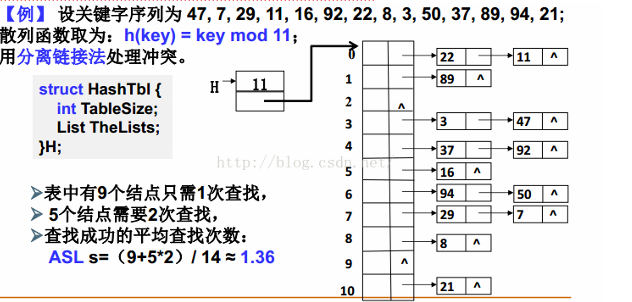 【例】 设关键字序列为 47, 7, 29, 11, 16, 92, 22, 8, 3, 50, 37, 89, 94, 21;
散列函数取为：h(key) = key mod 11；
用分离链接法处理冲突。
struct HashTbl {
int TableSize;
List TheLists;
}H;
H 11
0 22 11 ^
1 89 ^
2 ^
3 3 47 ^
4 37 92 ^
5 16 ^
6 94 50 ^
7 29 7 ^
8 8 ^
9 ^
10 21 ^
http://blog.csdn.net/
➢表中有9个结点只需1次查找，
➢ 5个结点需要2次查找，
➢查找成功的平均查找次数：
ASL s=（9+5*2）/ 14 ≈ 1.36